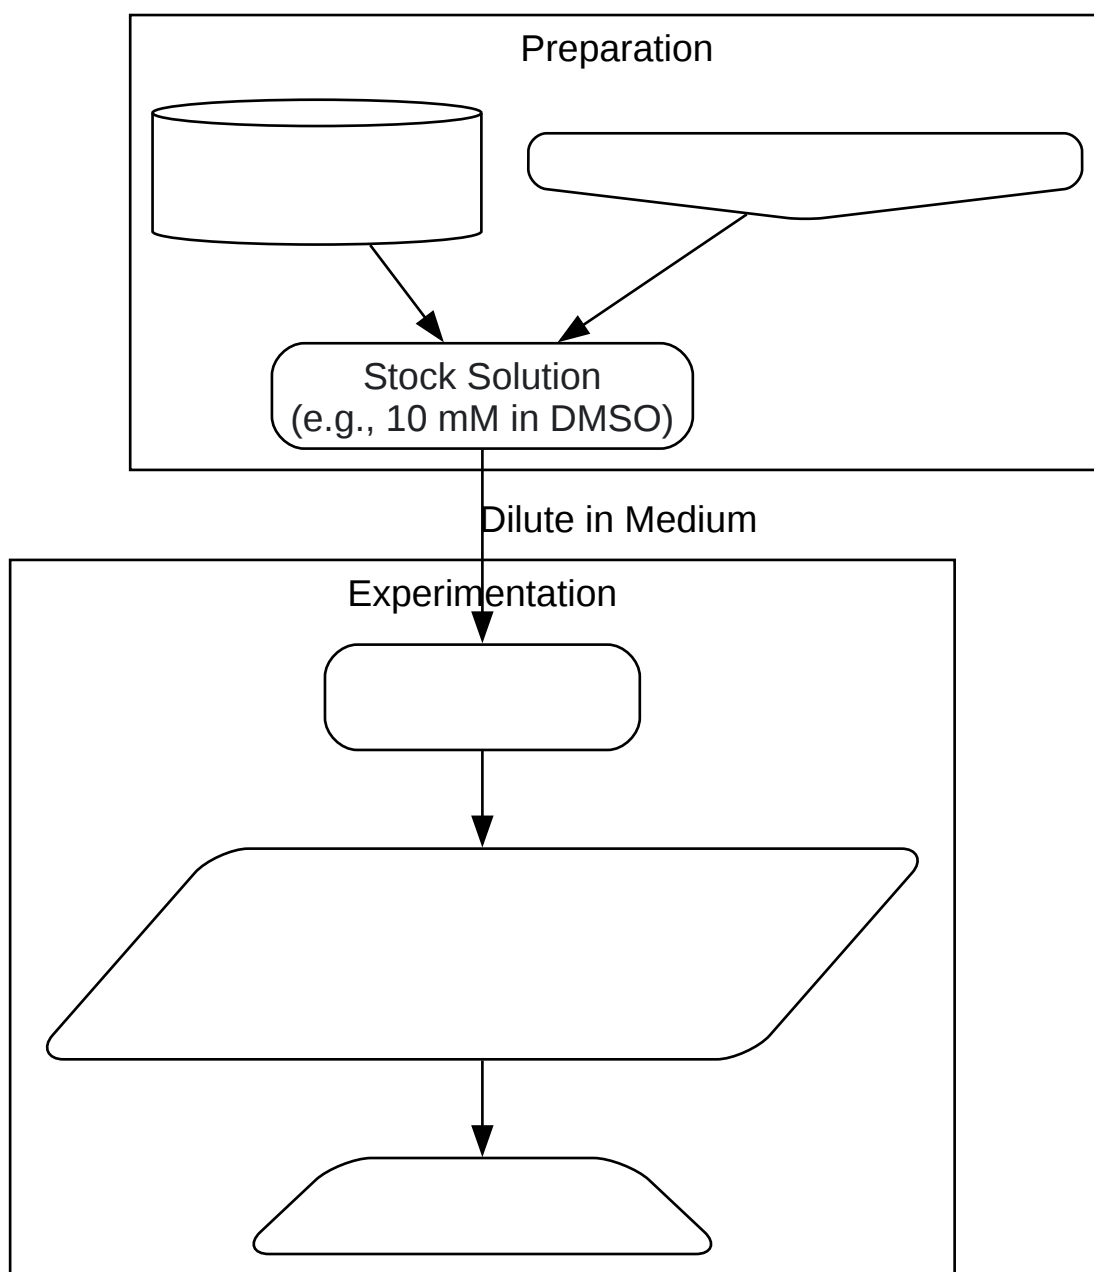 Preparation
Stock Solution
(e.g., 10 mM in DMSO)
Dilute in Medium
Experimentation